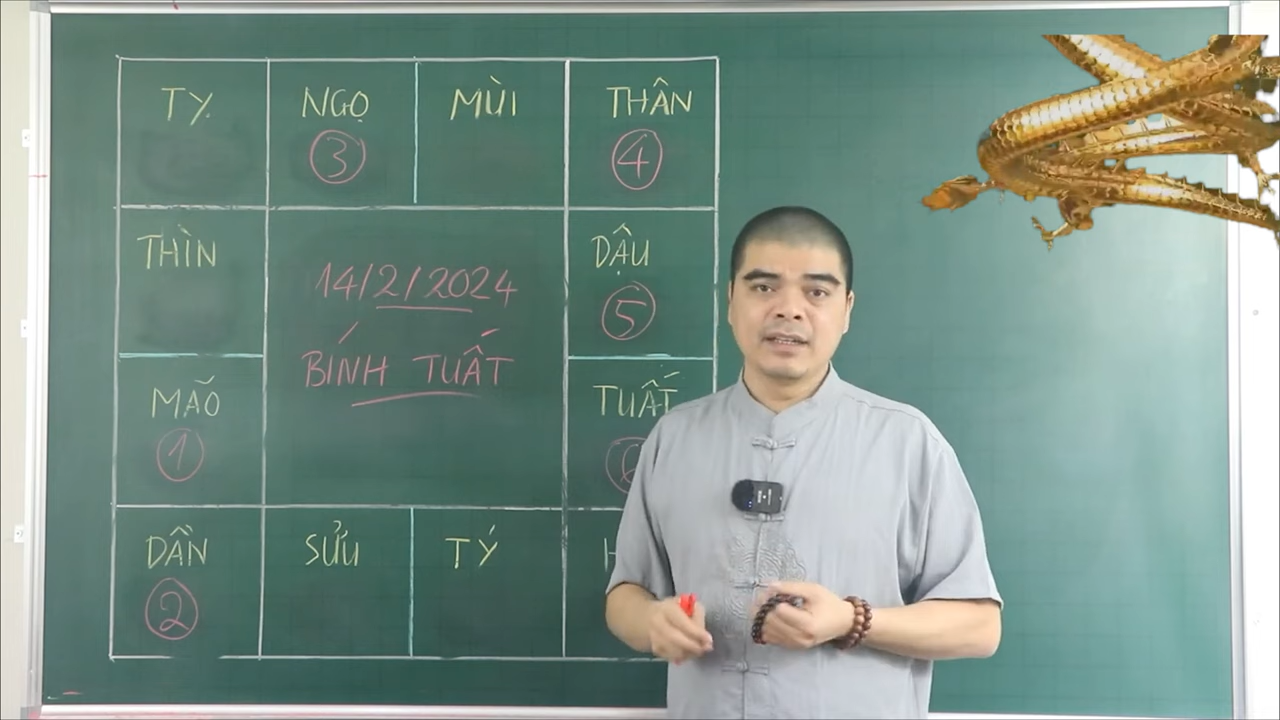 TỴ NGỌ MÙI THÂN
③ ④
THÌN DẬU
14/2/2024
⑤
BÍNH TUẤT
MÃO TUẤT
①
DẦN SỬU TÝ
②